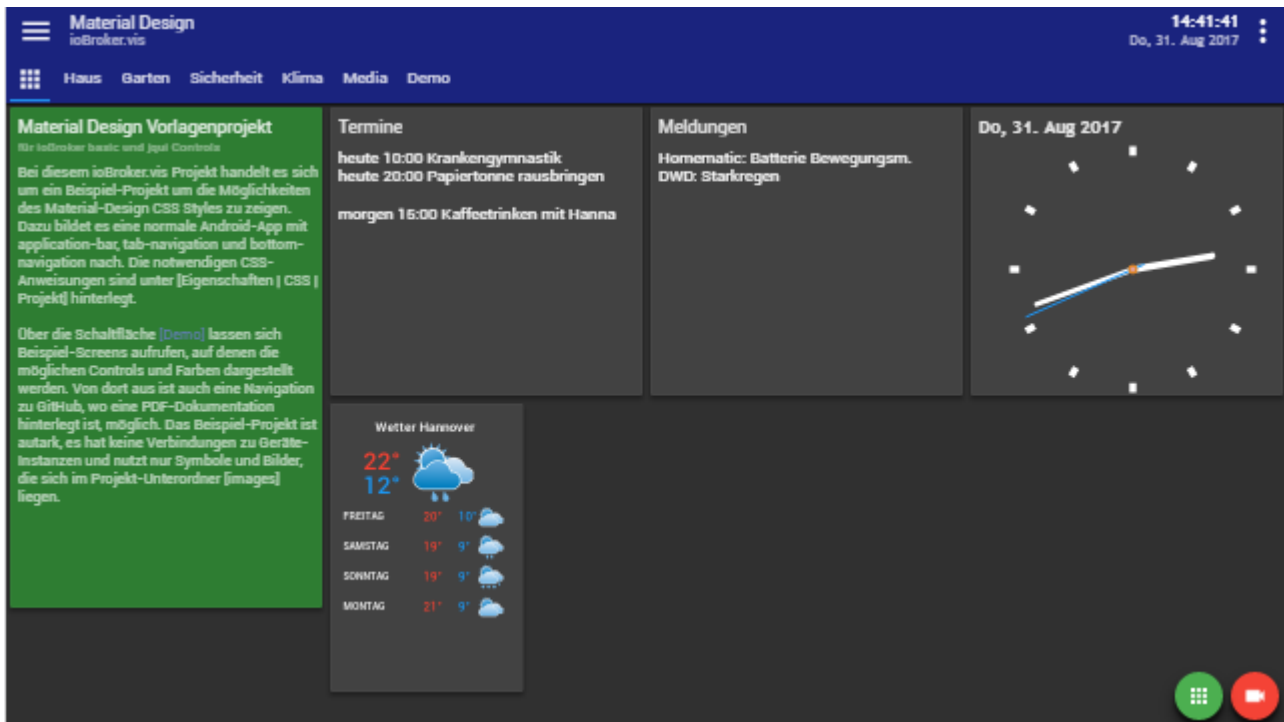 Material Design
ioBroker.vis
14:41:41
Do, 31. Aug 2017
Haus Garten Sicherheit Klima Media Demo
Material Design Vorlagenprojekt
für ioBroker basic und jqui Controls
Bei diesem ioBroker.vis Projekt handelt es sich
um ein Beispiel-Projekt um die Möglichkeiten
des Material-Design CSS Styles zu zeigen.
Dazu bildet es eine normale Android-App mit
application-bar, tab-navigation und bottom-
navigation nach. Die notwendigen CSS-
Anweisungen sind unter [Eigenschaften | CSS |
Projekt] hinterlegt.
Über die Schaltfläche [Demo] lassen sich
Beispiel-Screens aufrufen, auf denen die
möglichen Controls und Farben dargestellt
werden. Von dort aus ist auch eine Navigation
zu GitHub, wo eine PDF-Dokumentation
hinterlegt ist, möglich. Das Beispiel-Projekt ist
autark, es hat keine Verbindungen zu Geräte-
Instanzen und nutzt nur Symbole und Bilder,
die sich im Projekt-Unterordner [images]
liegen.
Termine
heute 10:00 Krankengymnastik
heute 20:00 Papiertonne rausbringen
morgen 15:00 Kaffeetrinken mit Hanna
Meldungen
Homematic: Batterie Bewegungsm.
DWD: Starkregen
Do, 31. Aug 2017
Wetter Hannover
22°
12°
FREITAG 20° 10°
SAMSTAG 19° 9°
SONNTAG 19° 9°
MONTAG 21° 9°